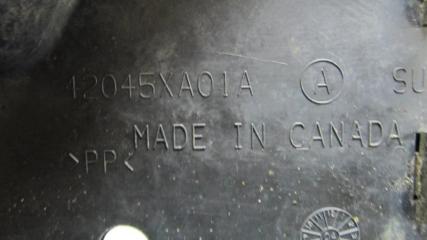 42045XA01A Ⓐ SU
MADE IN CANADA
>PP<